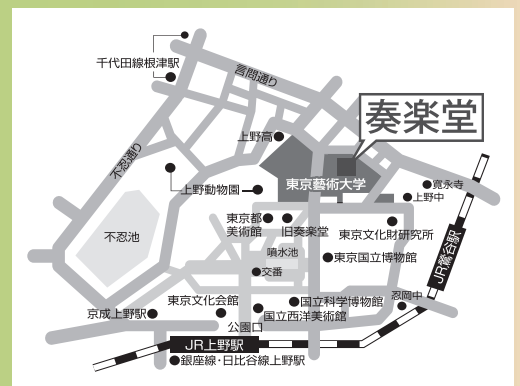 千代田線根津駅
言問通り
奏楽堂
上野高
不忍通り
上野動物園
東京藝術大学
寛永寺
上野中
東京都
美術館
旧奏楽堂
東京文化財研究所
不忍池
噴水池
東京国立博物館
JR鶯谷駅
交番
忍岡中
東京文化会館
国立科学博物館
京成上野駅
国立西洋美術館
公園口
JR上野駅
銀座線・日比谷線上野駅